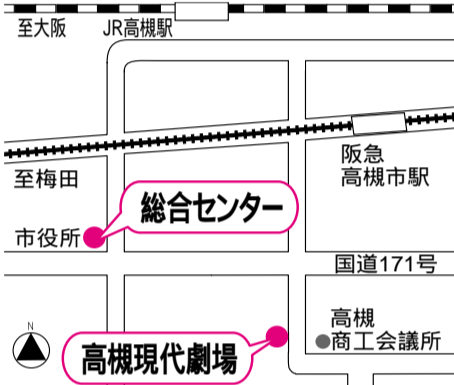 至大阪
JR高槻駅
阪急
高槻市駅
至梅田
総合センター
市役所
国道171号
高槻
商工会議所
高槻現代劇場
N